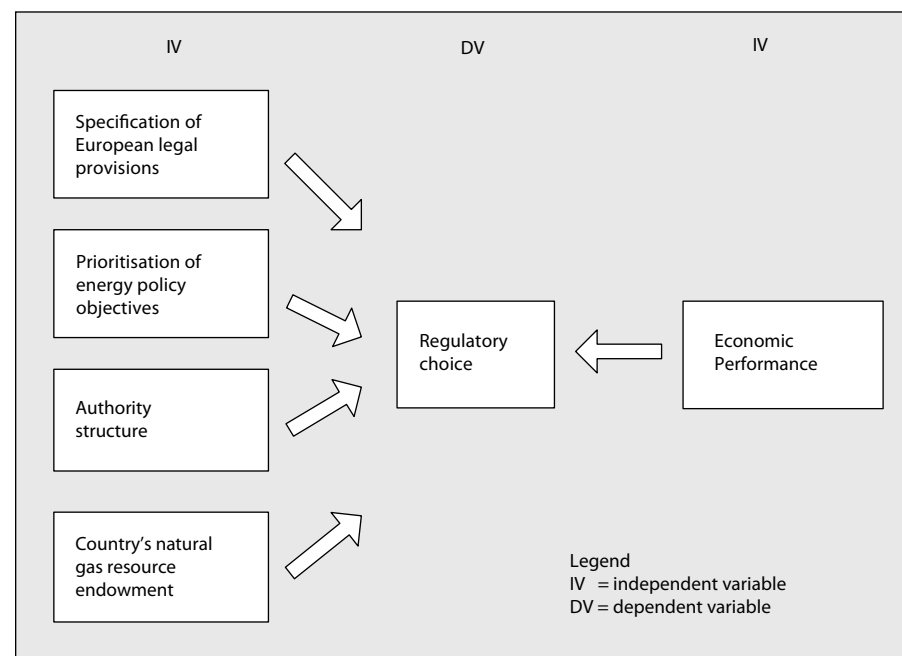 IV
DV
IV
Specification of
European legal
provisions
Prioritisation of
energy policy
objectives
Authority
structure
Country's natural
gas resource
endowment
Regulatory
choice
Economic
Performance
Legend
IV = independent variable
DV = dependent variable